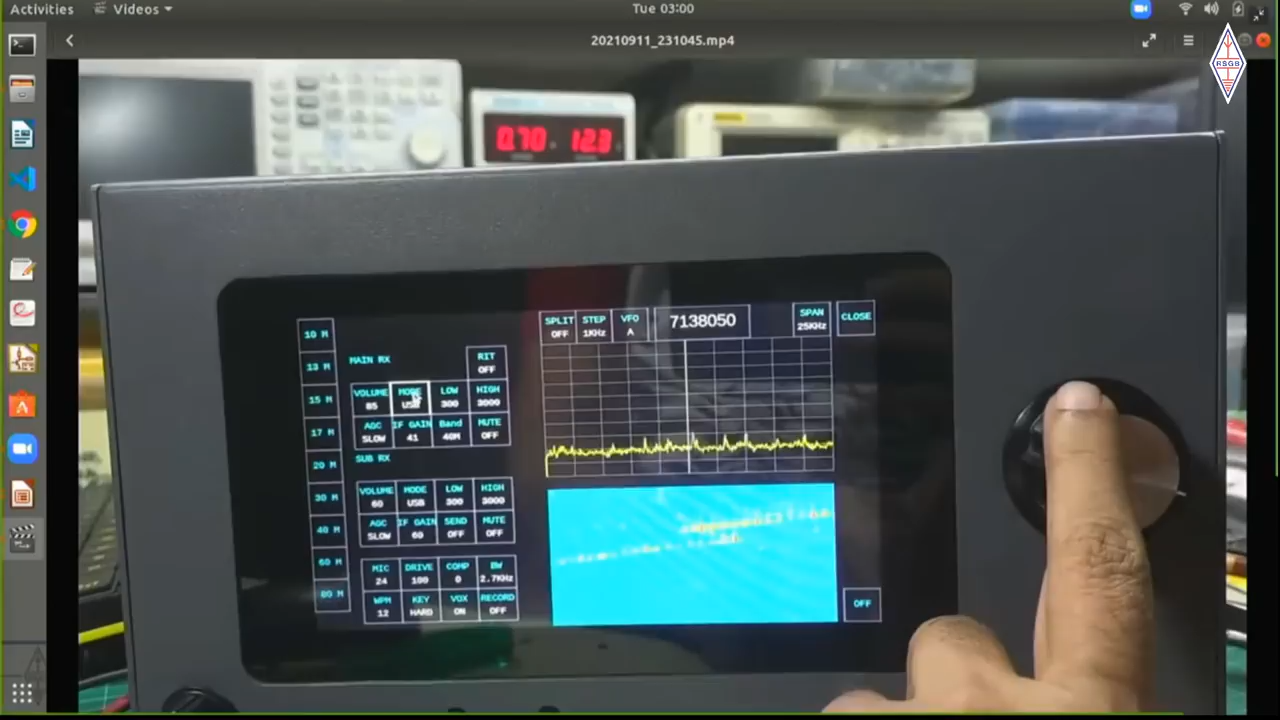 Activities Videos Tue 03:00
20210911_231045.mp4
RSGB
0.70 12.3
SPLIT STEP VFO 7138050 SPAN CLOSE
OFF 1KHz A 25KHz
10 M
13 M
15 M
17 M
20 M
30 M
40 M
60 M
80 M
MAIN RX
RIT
OFF
VOLUME MODE LOW HIGH
85 USB 300 3000
AGC IF GAIN Band MUTE
SLOW 41 40M OFF
SUB RX
VOLUME MODE LOW HIGH
60 USB 300 3000
AGC IF GAIN SEND MUTE
SLOW 60 OFF OFF
MIC DRIVE COMP BW
24 100 0 2.7KHz
WPM KEY VOX RECORD
12 HARD ON OFF
OFF